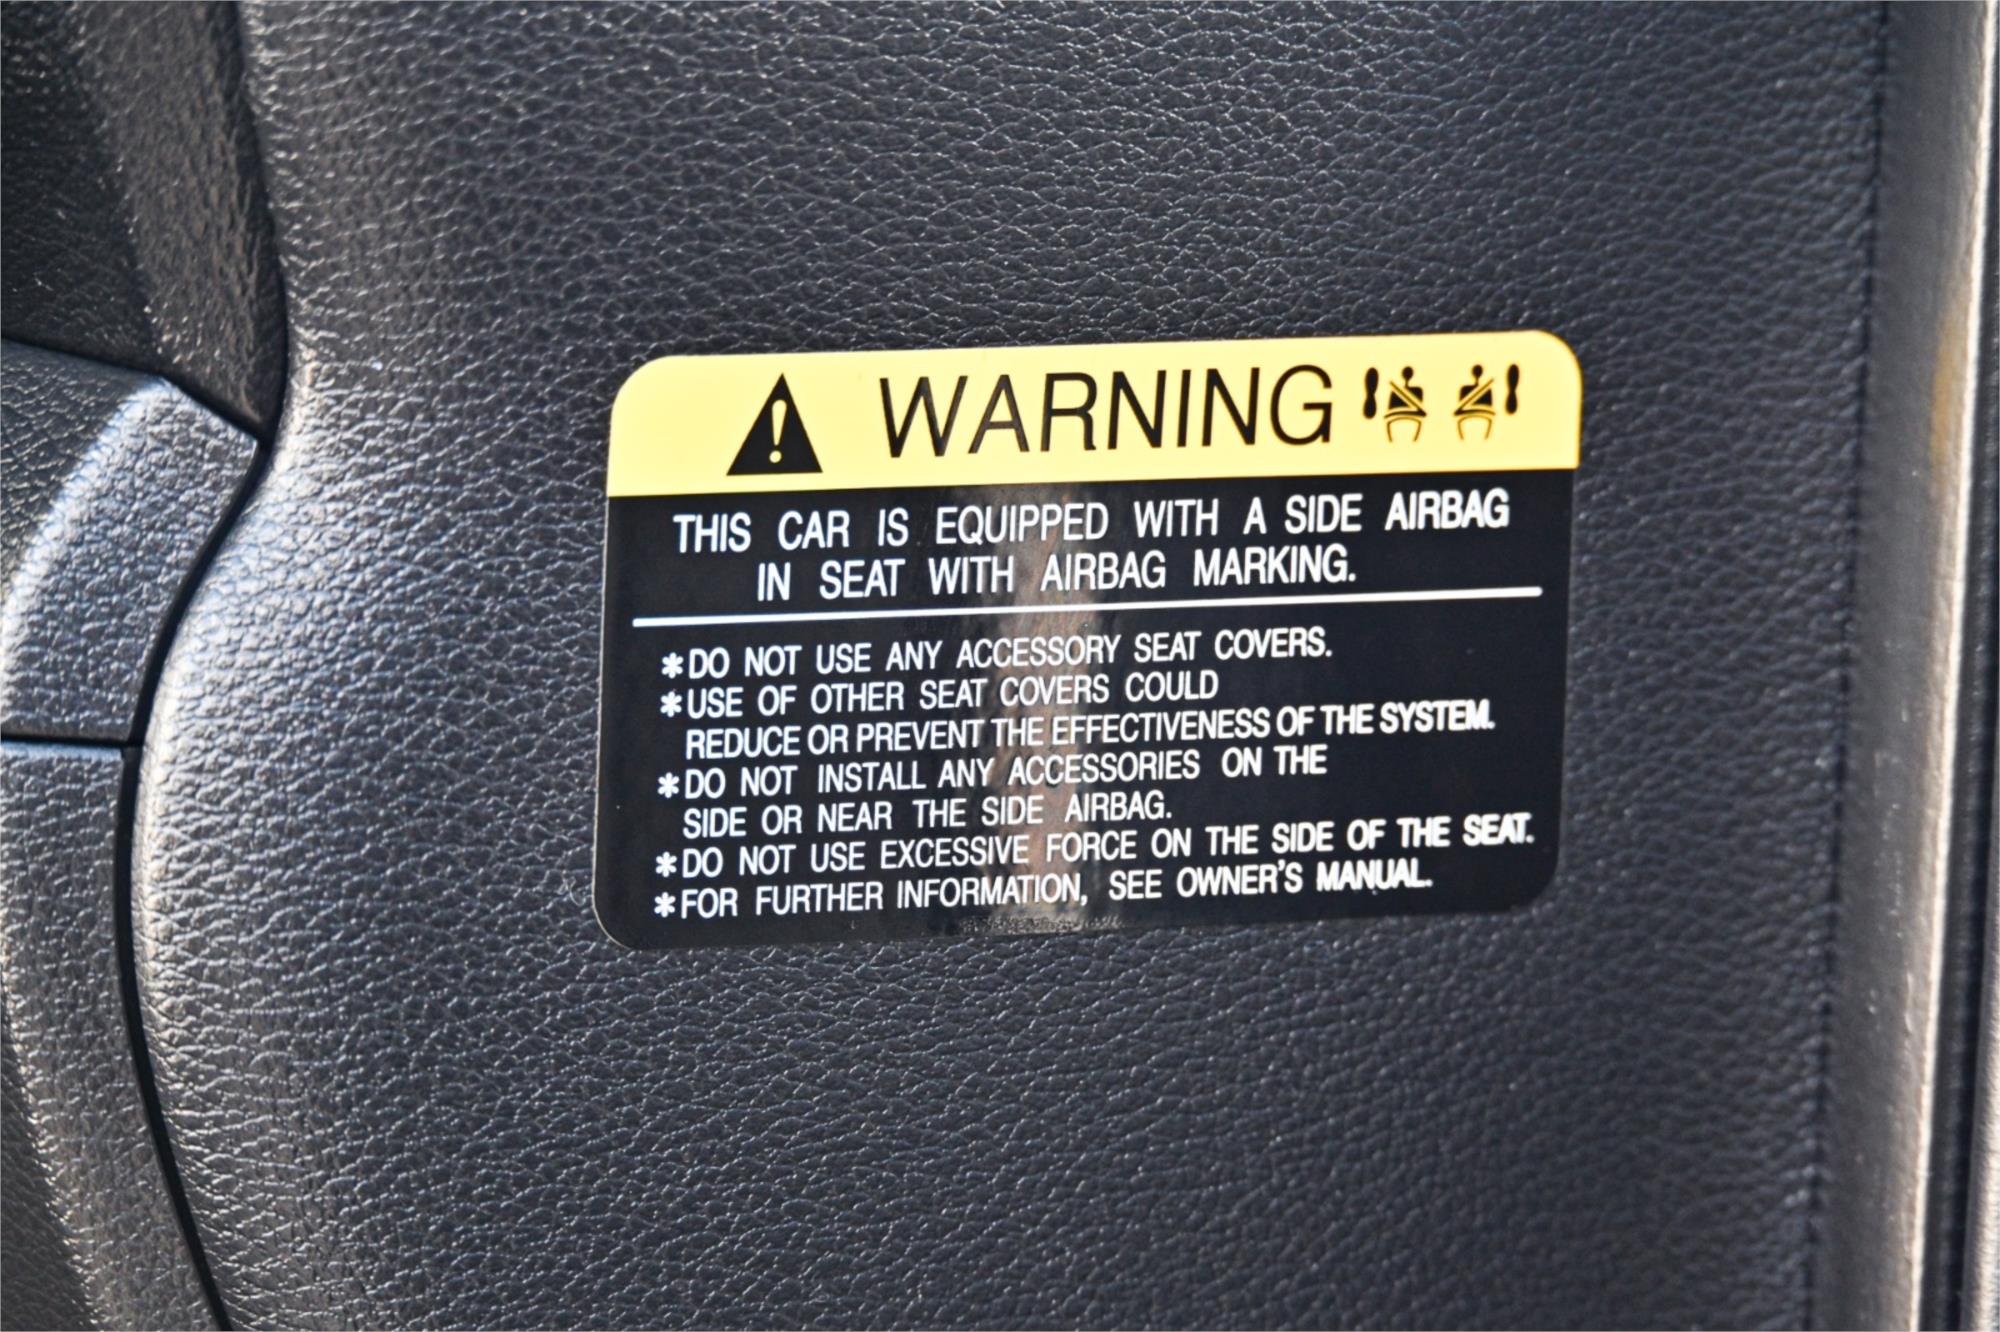 WARNING
THIS CAR IS EQUIPPED WITH A SIDE AIRBAG
IN SEAT WITH AIRBAG MARKING.
*DO NOT USE ANY ACCESSORY SEAT COVERS.
*USE OF OTHER SEAT COVERS COULD
REDUCE OR PREVENT THE EFFECTIVENESS OF THE SYSTEM.
*DO NOT INSTALL ANY ACCESSORIES ON THE
SIDE OR NEAR THE SIDE AIRBAG.
*DO NOT USE EXCESSIVE FORCE ON THE SIDE OF THE SEAT.
*FOR FURTHER INFORMATION, SEE OWNER'S MANUAL.